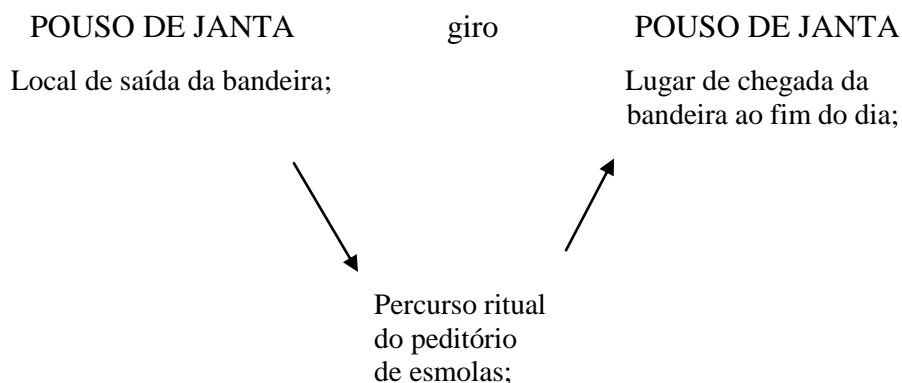 POUSO DE JANTA giro POUSO DE JANTA
Local de saída da bandeira;
Lugar de chegada da
bandeira ao fim do dia;
Percurso ritual
do peditório
de esmolas;